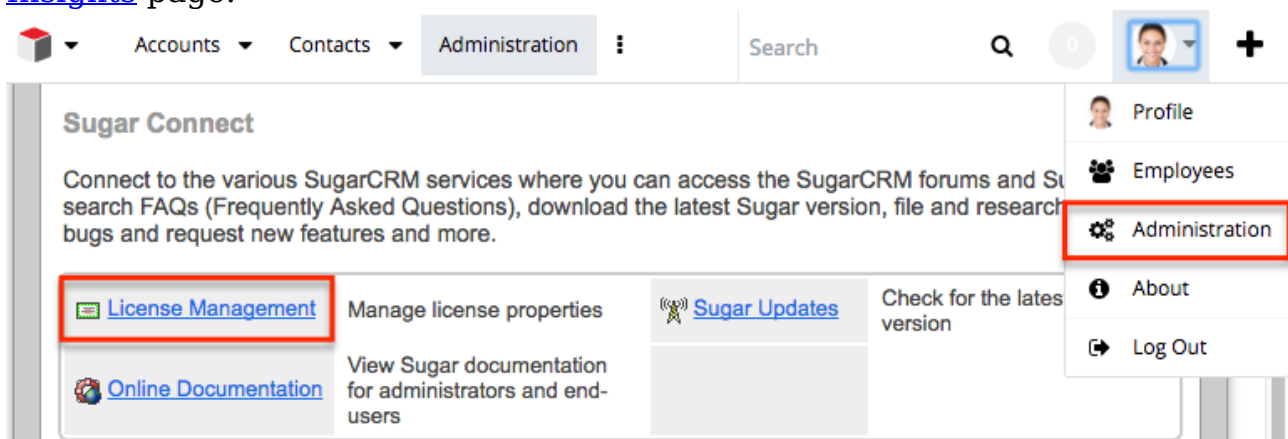 Insights page.
Accounts Contacts Administration Search 0
Sugar Connect
Connect to the various SugarCRM services where you can access the SugarCRM forums and
search FAQs (Frequently Asked Questions), download the latest Sugar version, file and research
bugs and request new features and more.
License Management Manage license properties Sugar Updates Check for the
version
Online Documentation View Sugar documentation
for administrators and end-
users
Profile
Employees
Administration
About
Log Out